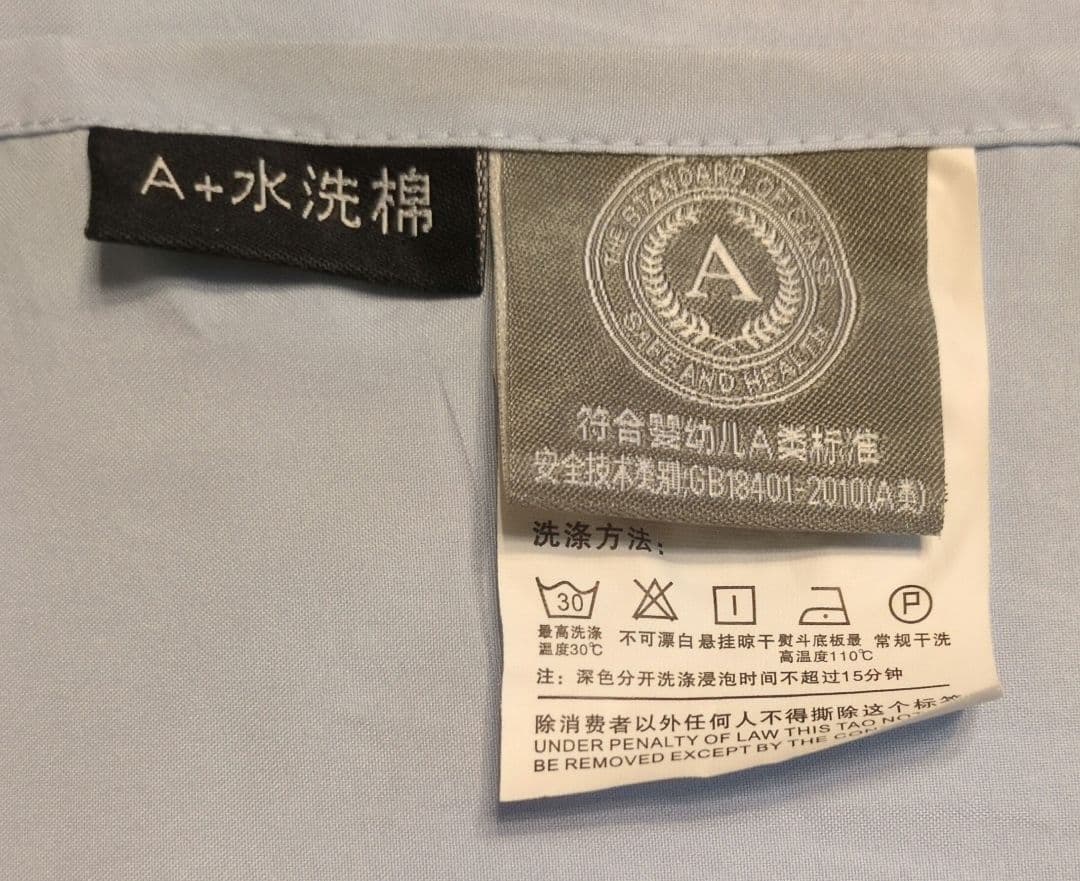 A+水洗棉
THE STANDARD OF CLASS
A
SAFE AND HEALTH
符合婴幼儿A类标准
安全技术类别/GB18401-2010(A类)
洗涤方法:
30
P
最高洗涤
温度30℃
不可漂白
悬挂晾干
熨斗底板最
高温度110℃
常规干洗
注: 深色分开洗涤浸泡时间不超过15分钟
除消费者以外任何人不得撕除这个标签
UNDER PENALTY OF LAW THIS TAO NOT
BE REMOVED EXCEPT BY THE